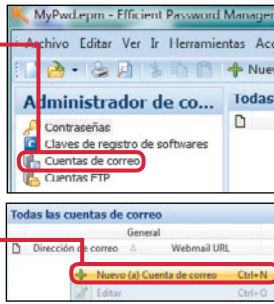 MyPwd.epm - Efficient Password Manager
Archivo Editar Ver Ir Herramientas
Nue
Administrador de co...
Todas
Contraseñas
Claves de registro de softwares
Cuentas de correo
Cuentas FTP
Todas las cuentas de correo
General
Dirección de correo Webmail URL
Nuevo (a) Cuenta de correo Ctrl+N
Editar Ctrl+O